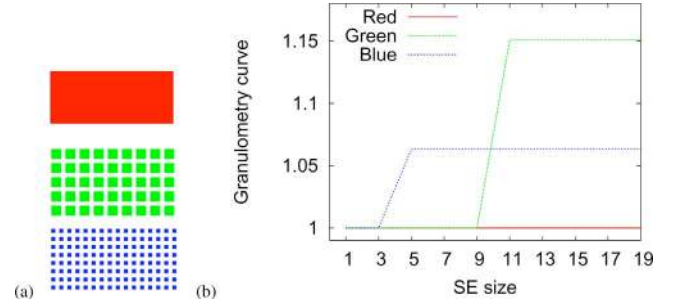 (a)
(b)
Granulometry curve
1.15
1.1
1.05
1
Red
Green
Blue
1 3 5 7 9 11 13 15 17 19
SE size